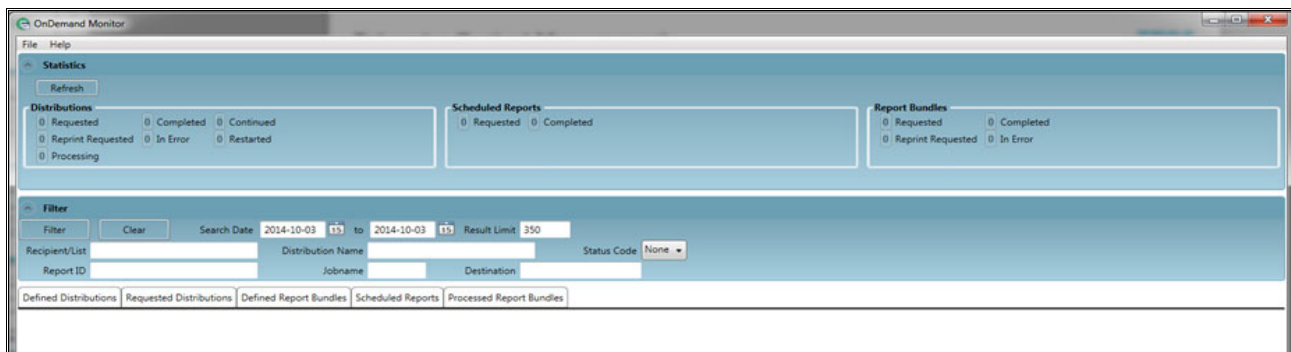 OnDemand Monitor
File Help
Statistics
Refresh
Distributions
0 Requested 0 Completed 0 Continued
0 Reprint Requested 0 In Error 0 Restarted
0 Processing
Scheduled Reports
0 Requested 0 Completed
Report Bundles
0 Requested 0 Completed
0 Reprint Requested 0 In Error
Filter
Filter Clear Search Date 2014-10-03 15 to 2014-10-03 15 Result Limit 350
Recipient/List Distribution Name Status Code None
Report ID Jobname Destination
Defined Distributions Requested Distributions Defined Report Bundles Scheduled Reports Processed Report Bundles